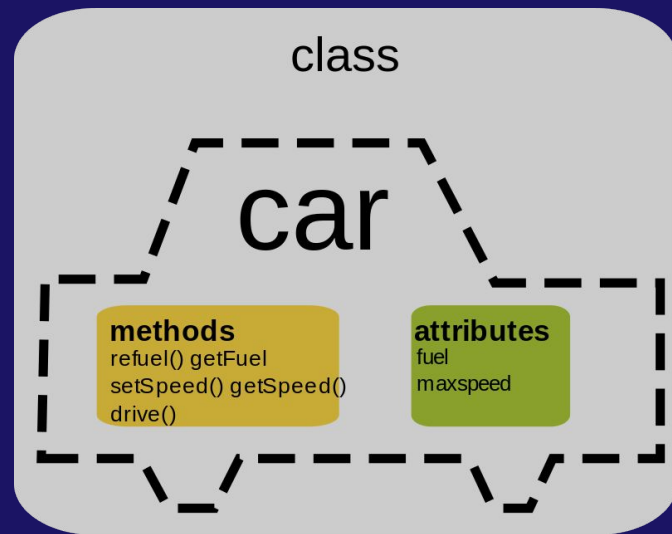 class
car
methods
refuel() getFuel
setSpeed() getSpeed()
drive()
attributes
fuel
maxspeed